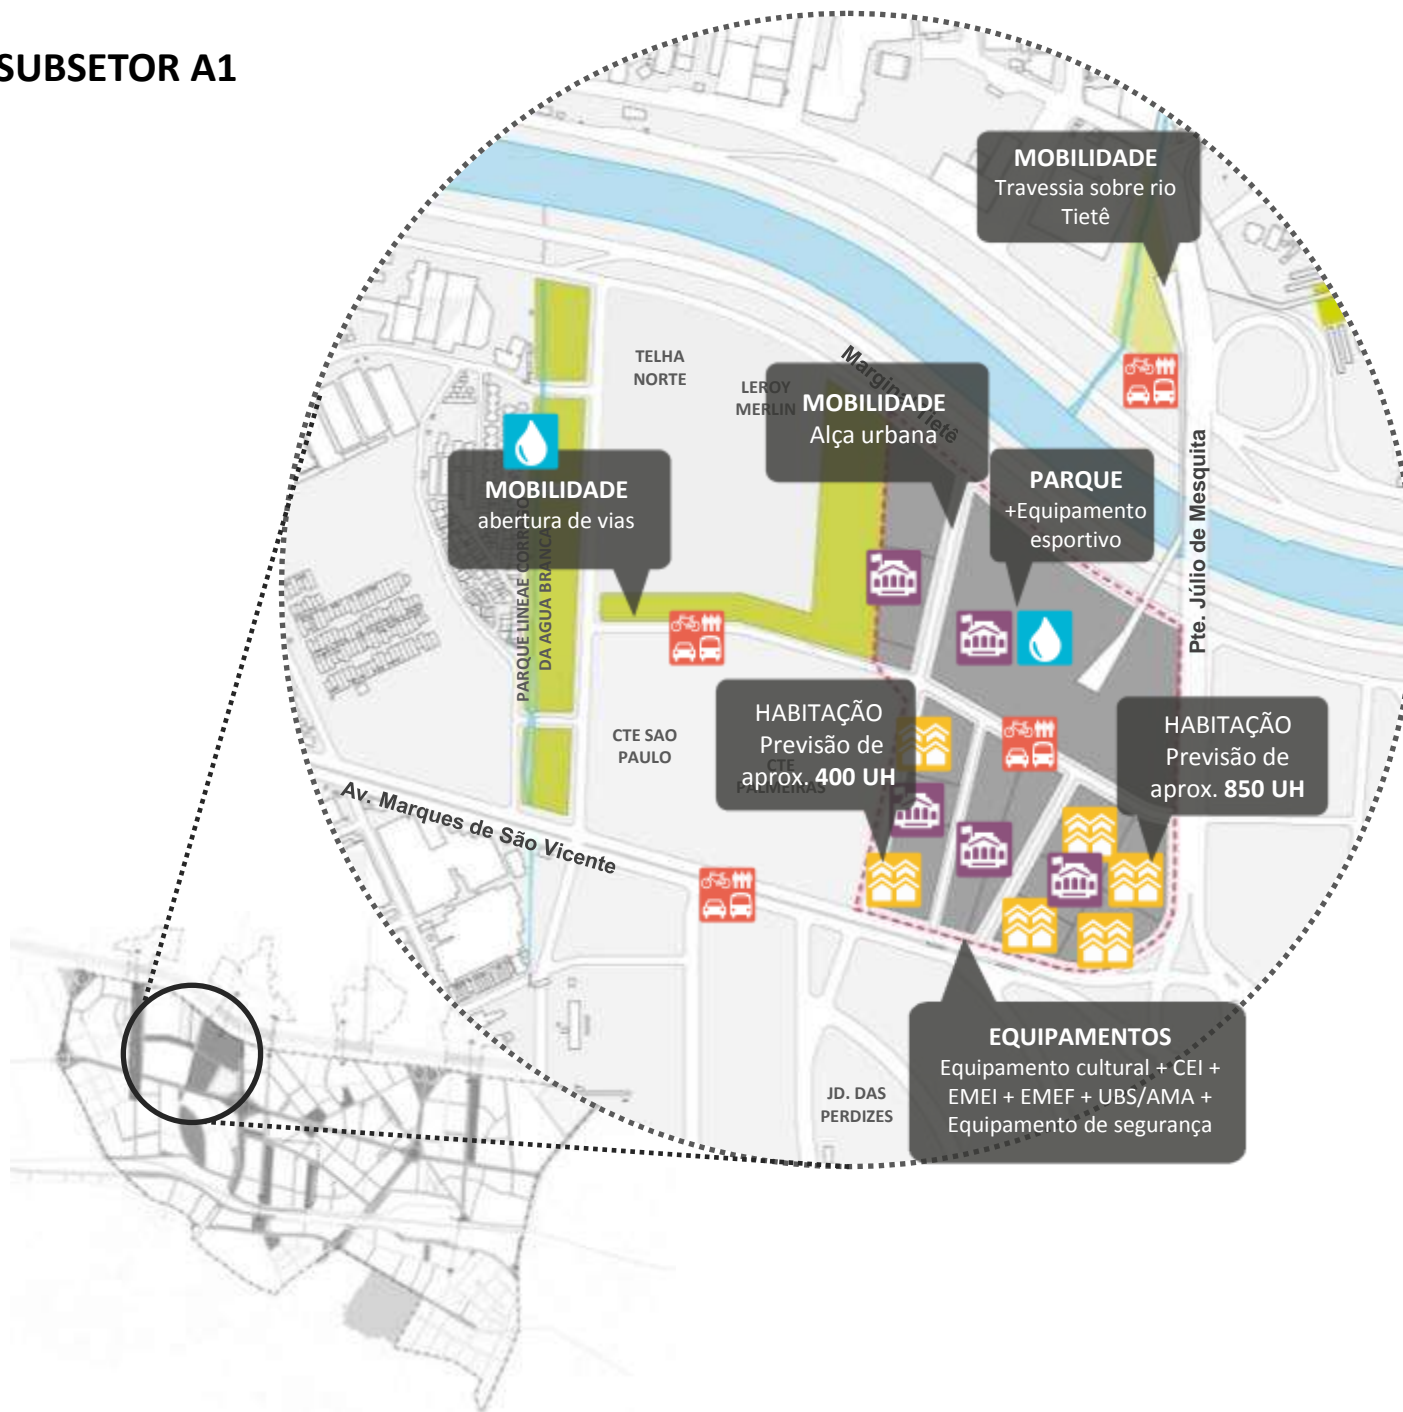 SUBSETOR A1
MOBILIDADE
Travessia sobre rio
Tietê
TELHA
NORTE
LEROY
MERLIN
Marginal Tietê
MOBILIDADE
Alça urbana
PARQUE
+Equipamento
esportivo
Pte. Júlio de Mesquita
MOBILIDADE
abertura de vias
PARQUE LINEAE CORREGO
DA AGUA BRANCA
HABITAÇÃO
Previsão de
aprox. 400 UH
HABITAÇÃO
Previsão de
aprox. 850 UH
CTE SAO
PAULO
CTE
PALMEIRAS
Av. Marques de São Vicente
EQUIPAMENTOS
Equipamento cultural + CEI +
EMEI + EMEF + UBS/AMA +
Equipamento de segurança
JD. DAS
PERDIZES